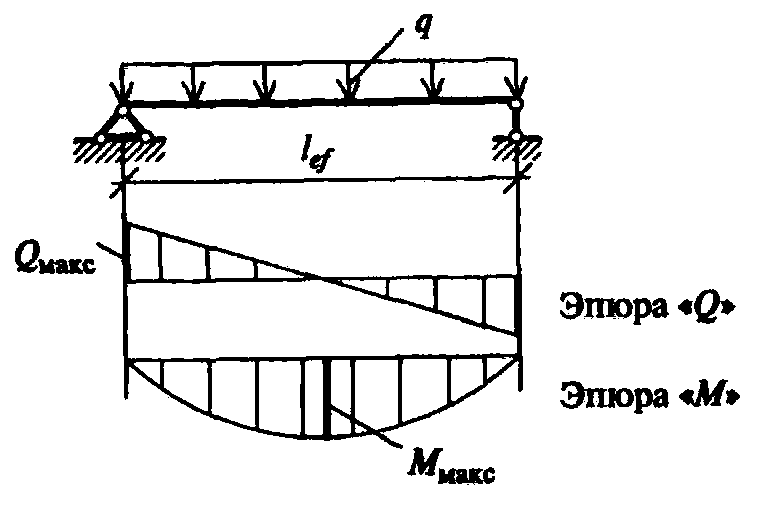 q
l_ef
Q_макс
Эпюра «Q»
Эпюра «M»
M_макс